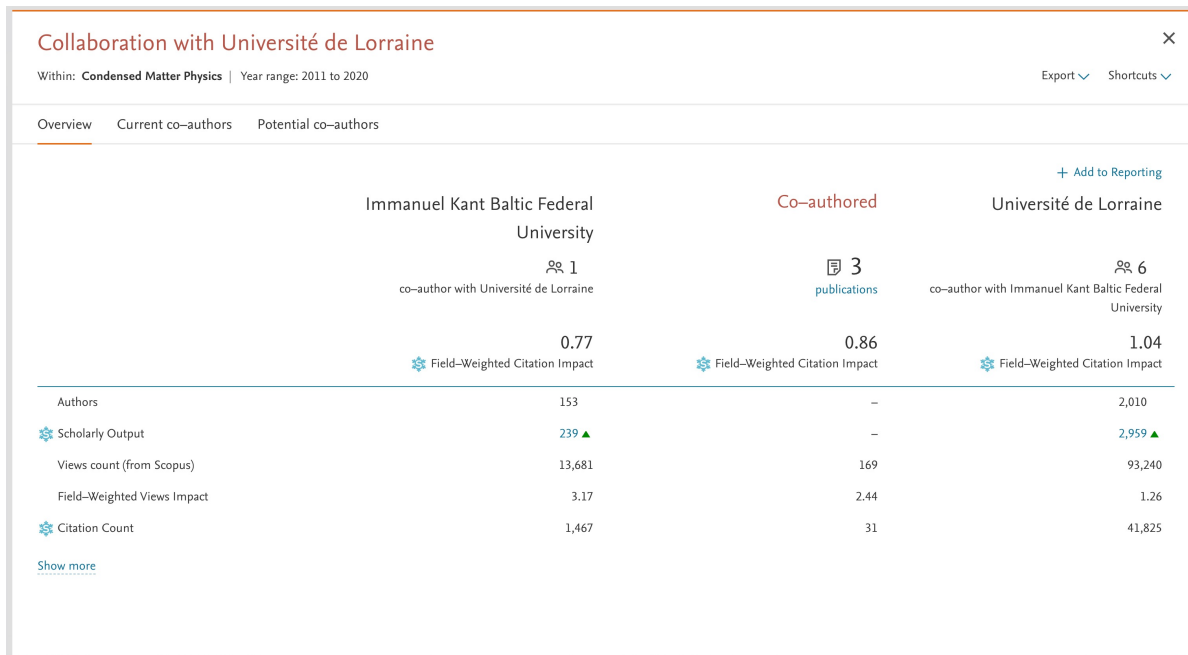 Collaboration with Université de Lorraine
Within: Condensed Matter Physics | Year range: 2011 to 2020
Export Shortcuts
Overview Current co–authors Potential co–authors
+ Add to Reporting
Immanuel Kant Baltic Federal University Co–authored Université de Lorraine
1 3 6
co–author with Université de Lorraine publications co–author with Immanuel Kant Baltic Federal University
0.77 0.86 1.04
Field–Weighted Citation Impact Field–Weighted Citation Impact Field–Weighted Citation Impact
Authors 153 – 2,010
Scholarly Output 239 – 2,959
Views count (from Scopus) 13,681 169 93,240
Field–Weighted Views Impact 3.17 2.44 1.26
Citation Count 1,467 31 41,825
Show more